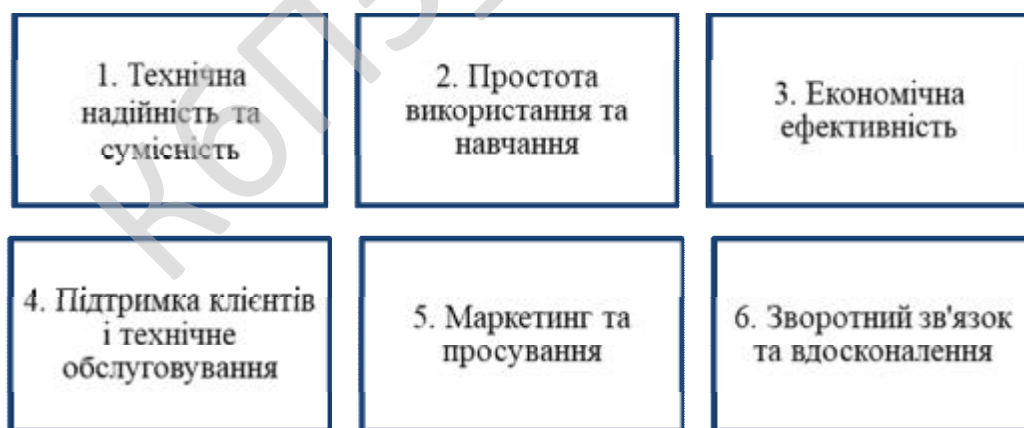 1. Технічна
надійність та
сумісність
2. Простота
використання та
навчання
3. Економічна
ефективність
4. Підтримка клієнтів
і технічне
обслуговування
5. Маркетинг та
просування
6. Зворотний зв'язок
та вдосконалення